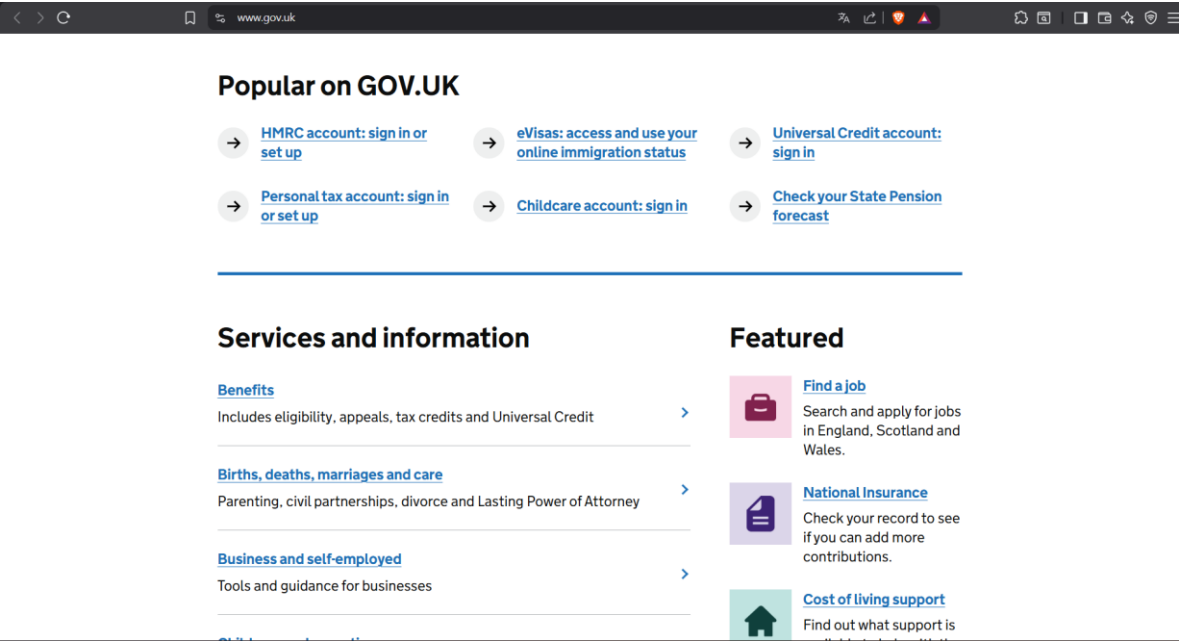 www.gov.uk
Popular on GOV.UK
HMRC account: sign in or
set up
eVisas: access and use your
online immigration status
Universal Credit account:
sign in
Personal tax account: sign in
or set up
Childcare account: sign in
Check your State Pension
forecast
Services and information
Benefits
Includes eligibility, appeals, tax credits and Universal Credit
Births, deaths, marriages and care
Parenting, civil partnerships, divorce and Lasting Power of Attorney
Business and self-employed
Tools and guidance for businesses
Featured
Find a job
Search and apply for jobs
in England, Scotland and
Wales.
National Insurance
Check your record to see
if you can add more
contributions.
Cost of living support
Find out what support is